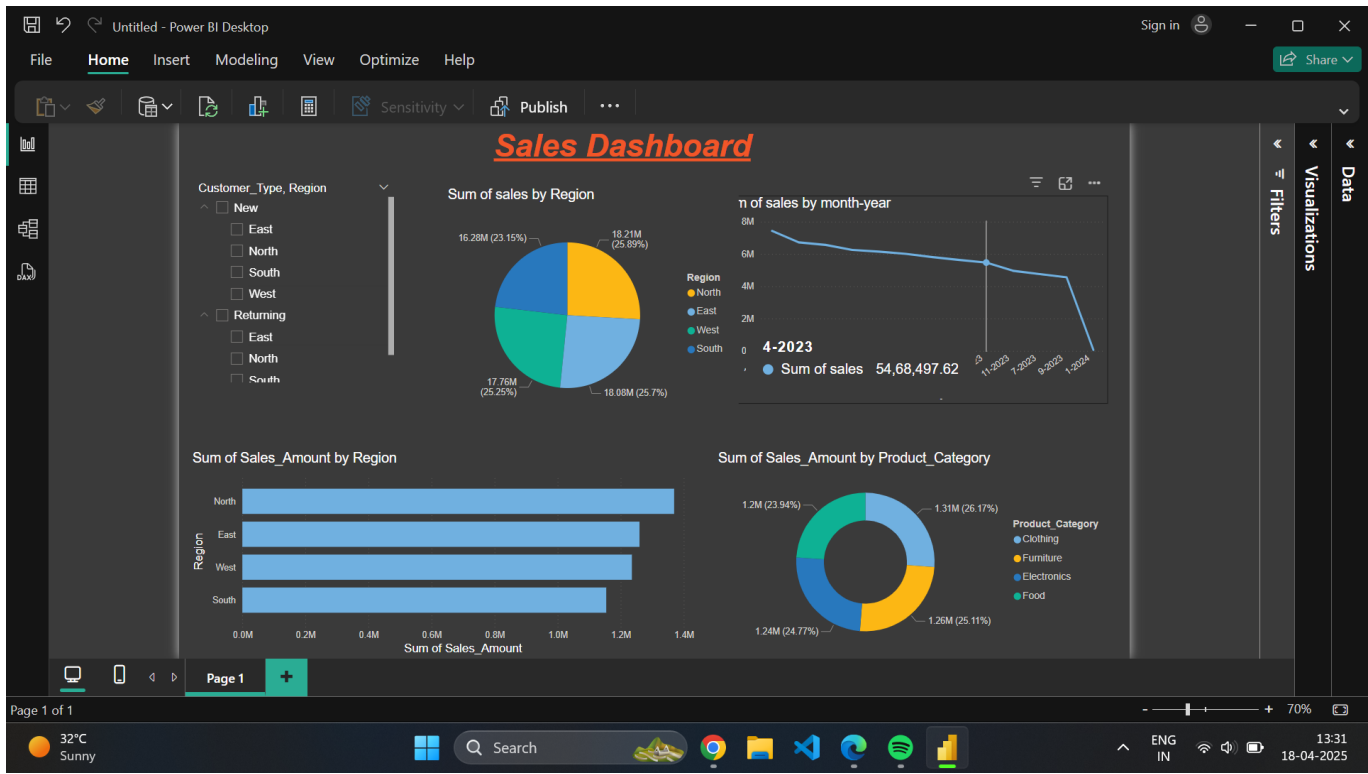 Untitled - Power BI Desktop
Sign in
File Home Insert Modeling View Optimize Help
Share
Sensitivity
Publish
Sales Dashboard
Customer_Type, Region
New
East
North
South
West
Returning
East
North
South
Sum of sales by Region
16.28M (23.15%)
18.21M
(25.89%)
17.76M
(25.25%)
18.08M (25.7%)
Region
North
East
West
South
of sales by month-year
8M
6M
4M
2M
0
4-2023
Sum of sales 54,68,497.62
11-2023
7-2023
9-2023
1-2024
Filters
Visualizations
Data
DAX
Sum of Sales_Amount by Region
Region
North
East
West
South
0.0M 0.2M 0.4M 0.6M 0.8M 1.0M 1.2M 1.4M
Sum of Sales_Amount
Sum of Sales_Amount by Product_Category
1.2M (23.94%)
1.31M (26.17%)
1.24M (24.77%)
1.26M (25.11%)
Product_Category
Clothing
Furniture
Electronics
Food
Page 1
Page 1 of 1
70%
32°C
Sunny
Search
ENG
IN
13:31
18-04-2025